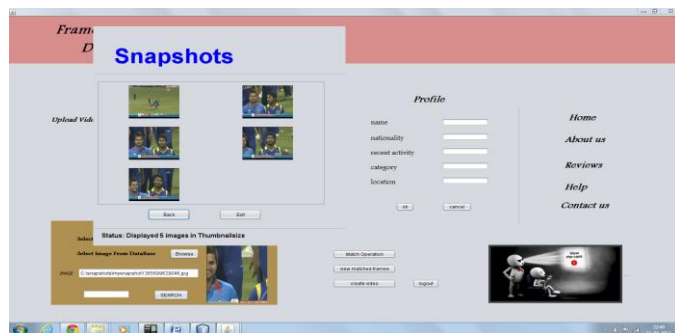 Fram
D
Snapshots
Upload Vide
Back
Exit
Status: Displayed 5 images in Thumbnailsize
Profile
name
nationality
recent activity
category
location
ok
cancel
Home
About us
Reviews
Help
Contact us
Select
Select Image From DataBase
Browse
SEARCH
Match Operation
view matched frames
create video
logout